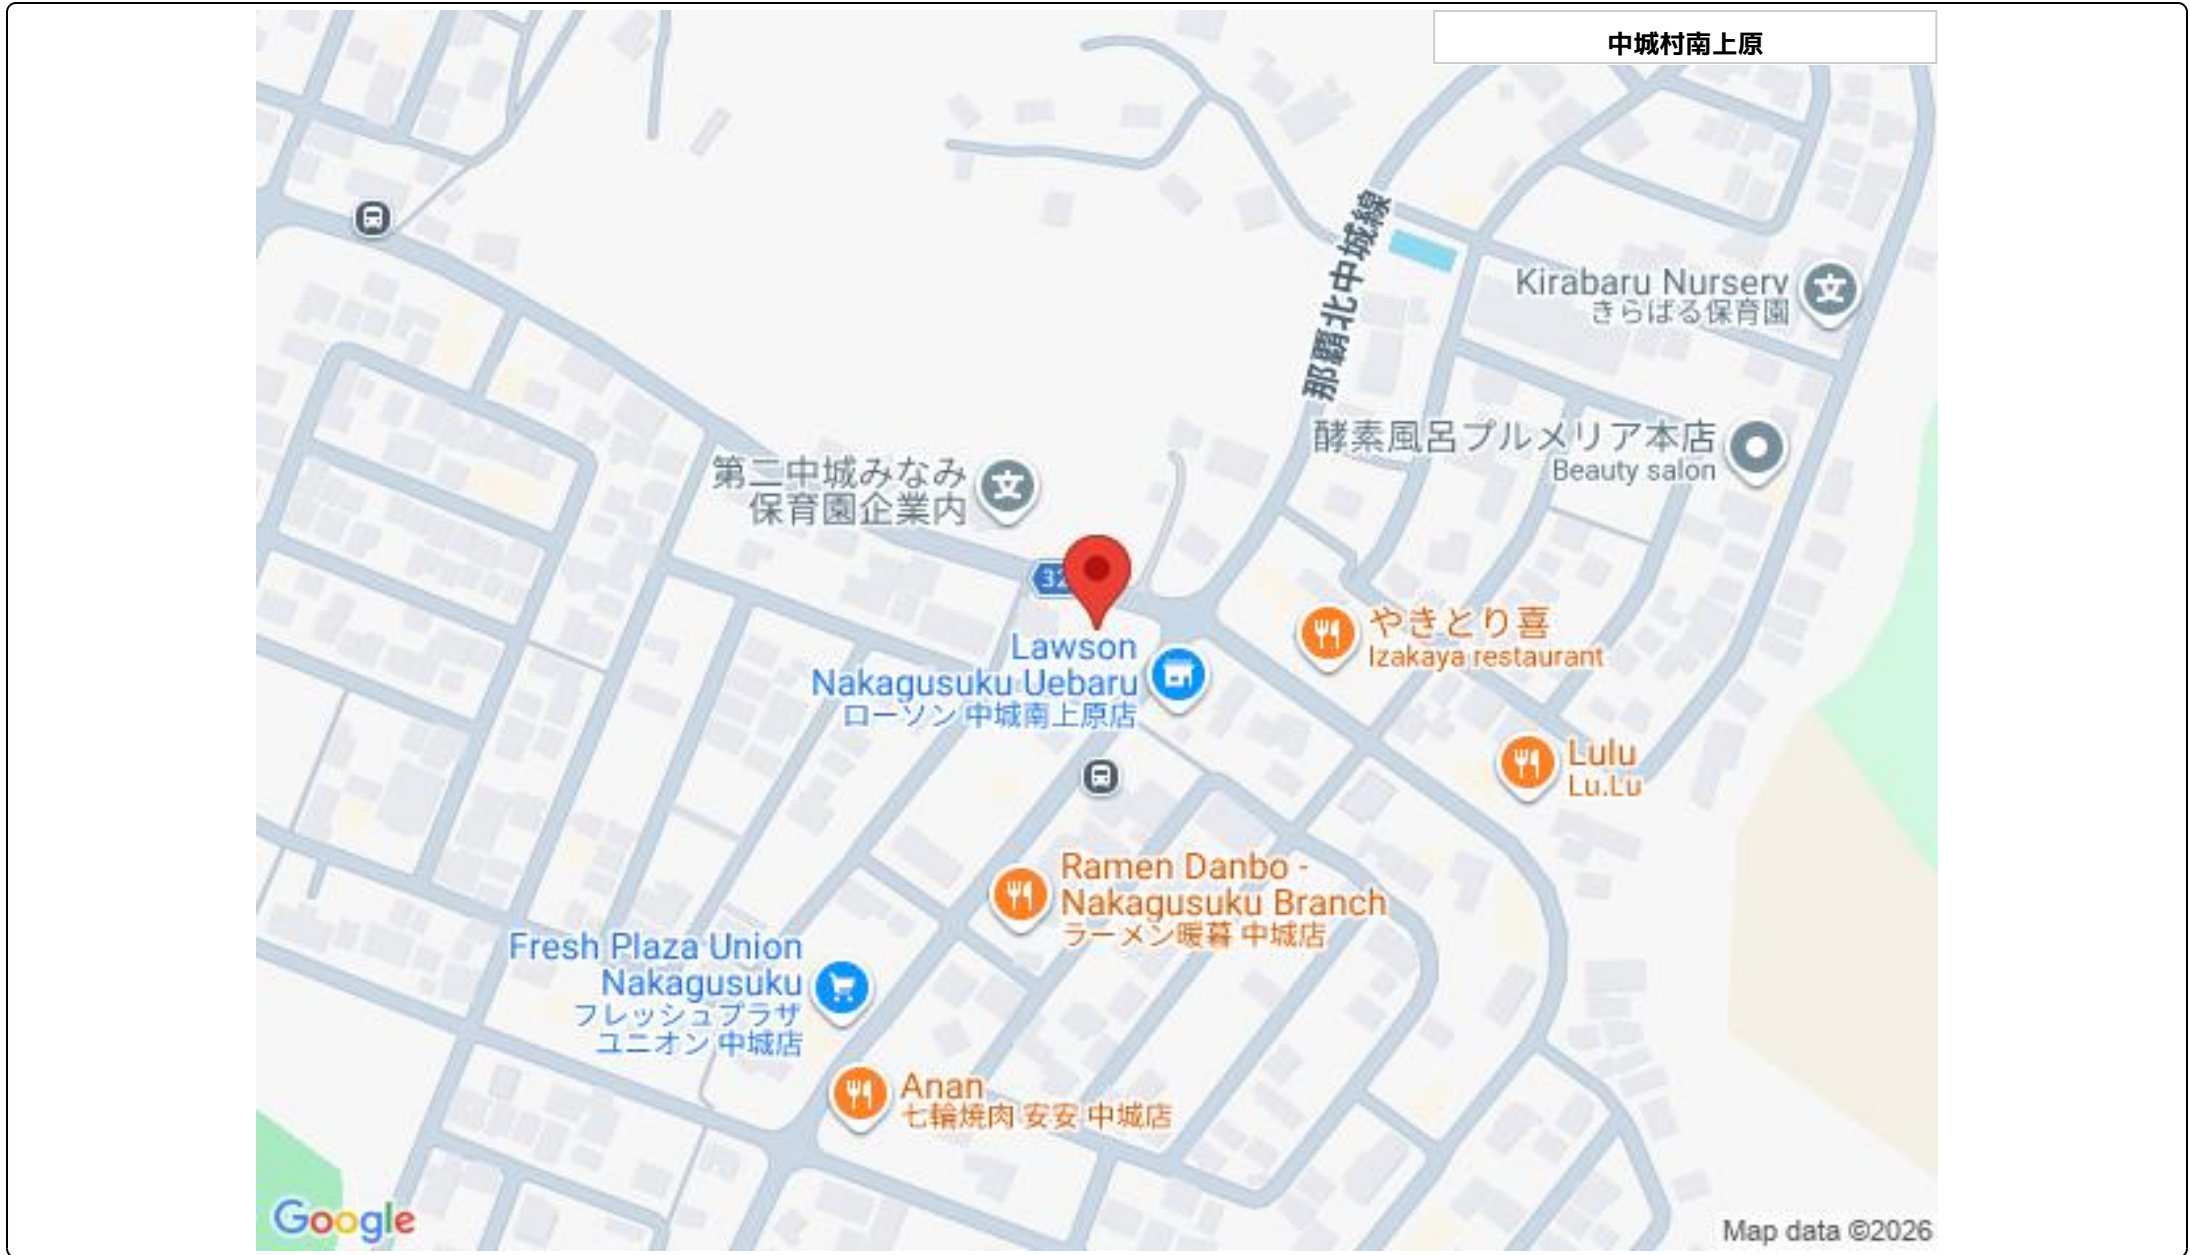 中城村南上原
那覇北中城線
Kirabaru Nurserv
きらばる保育園
酵素風呂プルメリア本店
Beauty salon
第二中城みなみ
保育園企業内
32
やきとり喜
Izakaya restaurant
Lawson
Nakagusuku Uebaru
ローソン 中城南上原店
Lulu
Lu.Lu
Ramen Danbo -
Nakagusuku Branch
ラーメン暖暮 中城店
Fresh Plaza Union
Nakagusuku
フレッシュプラザ
ユニオン 中城店
Anan
七輪焼肉 安安 中城店
Google
Map data ©2026